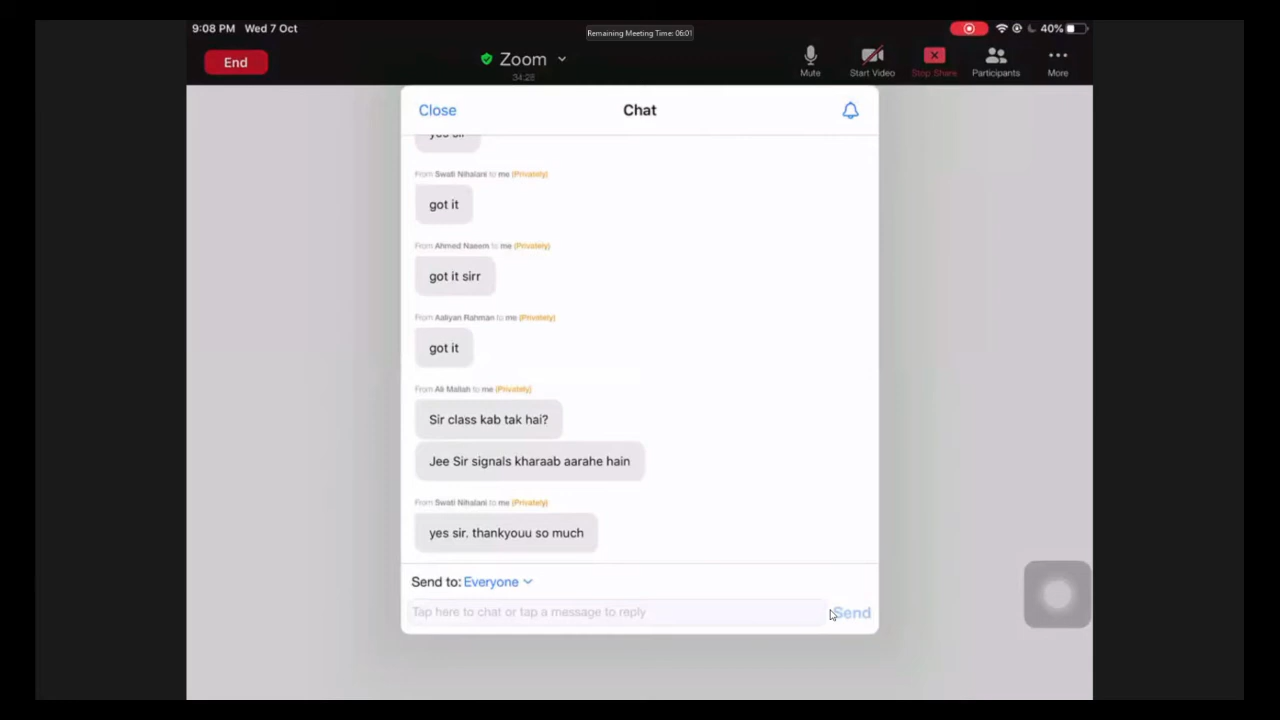 9:08 PM Wed 7 Oct
Remaining Meeting Time: 06:01
40%
End
Zoom
34:28
Mute
Start Video
Stop Share
Participants
More
Close
Chat
yes sir
From Swati Nihalani to me (Privately)
got it
From Ahmed Naeem to me (Privately)
got it sirr
From Aaliyan Rahman to me (Privately)
got it
From Ali Mallah to me (Privately)
Sir class kab tak hai?
Jee Sir signals kharaab aarahe hain
From Swati Nihalani to me (Privately)
yes sir. thankyouu so much
Send to: Everyone
Tap here to chat or tap a message to reply
Send